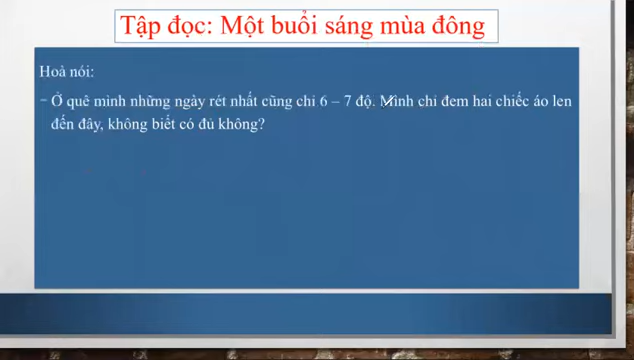 Tập đọc: Một buổi sáng mùa đông
Hoà nói:
- Ở quê mình những ngày rét nhất cũng chỉ 6 – 7 độ. Mình chỉ đem hai chiếc áo len
đến đây, không biết có đủ không?